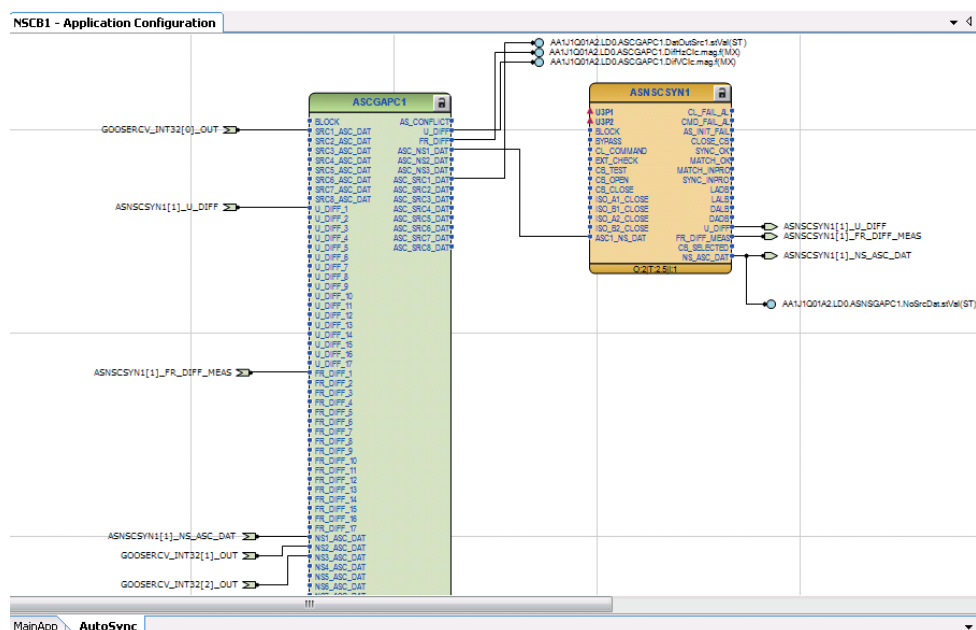 NSCB1 - Application Configuration
AA1J1Q01A2.LD0.ASCGAPC1.DatOutSrc1.stVal(ST)
AA1J1Q01A2.LD0.ASCGAPC1.DifHzClc.mag.f(MX)
AA1J1Q01A2.LD0.ASCGAPC1.DifVClc.mag.f(MX)
ASCGAPC1
BLOCK AS_CONFLICT
SRC1_ASC_DAT U_DIFF
SRC2_ASC_DAT FR_DIFF
SRC3_ASC_DAT ASC_NS1_DAT
SRC4_ASC_DAT ASC_NS2_DAT
SRC5_ASC_DAT ASC_NS3_DAT
SRC6_ASC_DAT ASC_SRC1_DAT
SRC7_ASC_DAT ASC_SRC2_DAT
SRC8_ASC_DAT ASC_SRC3_DAT
U_DIFF_1 ASC_SRC4_DAT
U_DIFF_2 ASC_SRC5_DAT
U_DIFF_3 ASC_SRC6_DAT
U_DIFF_4 ASC_SRC7_DAT
U_DIFF_5 ASC_SRC8_DAT
U_DIFF_6
U_DIFF_7
U_DIFF_8
U_DIFF_9
U_DIFF_10
U_DIFF_11
U_DIFF_12
U_DIFF_13
U_DIFF_14
U_DIFF_15
U_DIFF_16
U_DIFF_17
FR_DIFF_1
FR_DIFF_2
FR_DIFF_3
FR_DIFF_4
FR_DIFF_5
FR_DIFF_6
FR_DIFF_7
FR_DIFF_8
FR_DIFF_9
FR_DIFF_10
FR_DIFF_11
FR_DIFF_12
FR_DIFF_13
FR_DIFF_14
FR_DIFF_15
FR_DIFF_16
FR_DIFF_17
NS1_ASC_DAT
NS2_ASC_DAT
NS3_ASC_DAT
NS4_ASC_DAT
NS5_ASC_DAT
NS6_ASC_DAT
GOOSERCV_INT32[0]_OUT
ASNSCSYN1[1]_U_DIFF
ASNSCSYN1[1]_FR_DIFF_MEAS
ASNSCSYN1[1]_NS_ASC_DAT
GOOSERCV_INT32[1]_OUT
GOOSERCV_INT32[2]_OUT
ASNSCSYN1
U3P1 CL_FAIL_AL
U3P2 CMD_FAIL_AL
BLOCK AS_INIT_FAIL
BYPASS CLOSE_CB
CL_COMMAND SYNC_OK
EXT_CHECK MATCH_OK
CB_TEST MATCH_INPRO
CB_OPEN SYNC_INPRO
CB_CLOSE LADB
ISO_A1_CLOSE LALB
ISO_B1_CLOSE DALB
ISO_A2_CLOSE DADB
ISO_B2_CLOSE U_DIFF
ASC1_NS_DAT FR_DIFF_MEAS
CB_SELECTED
NS_ASC_DAT
O:2|T:2.5|I:1
ASNSCSYN1[1]_U_DIFF
ASNSCSYN1[1]_FR_DIFF_MEAS
ASNSCSYN1[1]_NS_ASC_DAT
AA1J1Q01A2.LD0.ASNSGAPC1.NoSrcDat.stVal(ST)
MainApp AutoSync